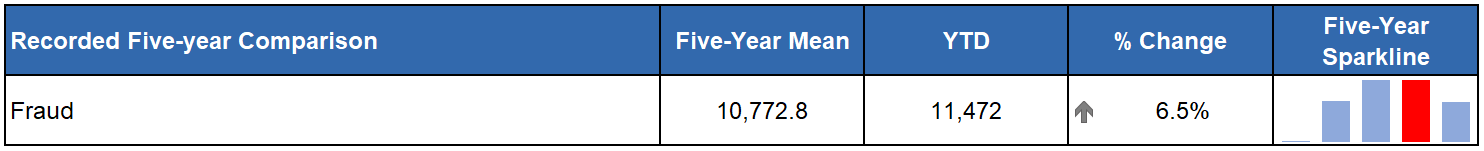 Recorded Five-year Comparison Five-Year Mean YTD % Change Five-Year
Sparkline
Fraud 10,772.8 11,472 6.5%